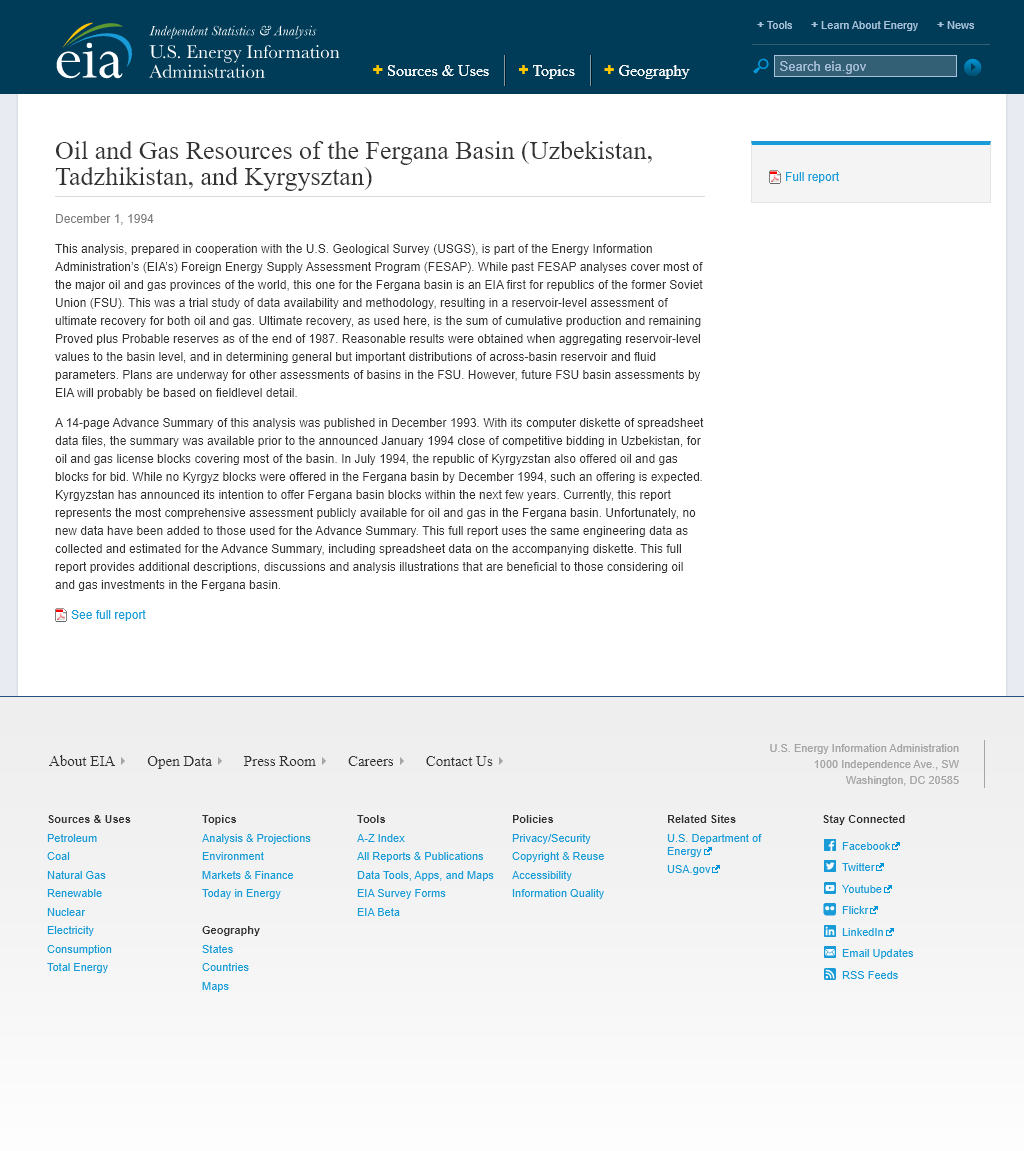 Independent Statistics & Analysis
eia
U.S. Energy Information
Administration
+ Sources & Uses
+ Topics
+ Geography
+ Tools
+ Learn About Energy
+ News
Search eia.gov
Oil and Gas Resources of the Fergana Basin (Uzbekistan,
Tadzhikistan, and Kyrgysztan)
December 1, 1994
This analysis, prepared in cooperation with the U.S. Geological Survey (USGS), is part of the Energy Information
Administration's (EIA's) Foreign Energy Supply Assessment Program (FESAP). While past FESAP analyses cover most of
the major oil and gas provinces of the world, this one for the Fergana basin is an EIA first for republics of the former Soviet
Union (FSU). This was a trial study of data availability and methodology, resulting in a reservoir-level assessment of
ultimate recovery for both oil and gas. Ultimate recovery, as used here, is the sum of cumulative production and remaining
Proved plus Probable reserves as of the end of 1987. Reasonable results were obtained when aggregating reservoir-level
values to the basin level, and in determining general but important distributions of across-basin reservoir and fluid
parameters. Plans are underway for other assessments of basins in the FSU. However, future FSU basin assessments by
EIA will probably be based on fieldlevel detail.
A 14-page Advance Summary of this analysis was published in December 1993. With its computer diskette of spreadsheet
data files, the summary was available prior to the announced January 1994 close of competitive bidding in Uzbekistan, for
oil and gas license blocks covering most of the basin. In July 1994, the republic of Kyrgyzstan also offered oil and gas
blocks for bid. While no Kyrgyz blocks were offered in the Fergana basin by December 1994, such an offering is expected.
Kyrgyzstan has announced its intention to offer Fergana basin blocks within the next few years. Currently, this report
represents the most comprehensive assessment publicly available for oil and gas in the Fergana basin. Unfortunately, no
new data have been added to those used for the Advance Summary. This full report uses the same engineering data as
collected and estimated for the Advance Summary, including spreadsheet data on the accompanying diskette. This full
report provides additional descriptions, discussions and analysis illustrations that are beneficial to those considering oil
and gas investments in the Fergana basin.
See full report
Full report
About EIA
Open Data
Press Room
Careers
Contact Us
U.S. Energy Information Administration
1000 Independence Ave., SW
Washington, DC 20585
Sources & Uses
Petroleum
Coal
Natural Gas
Renewable
Nuclear
Electricity
Consumption
Total Energy
Topics
Analysis & Projections
Environment
Markets & Finance
Today in Energy
Geography
States
Countries
Maps
Tools
A-Z Index
All Reports & Publications
Data Tools, Apps, and Maps
EIA Survey Forms
EIA Beta
Policies
Privacy/Security
Copyright & Reuse
Accessibility
Information Quality
Related Sites
U.S. Department of
Energy
USA.gov
Stay Connected
Facebook
Twitter
Youtube
Flickr
LinkedIn
Email Updates
RSS Feeds